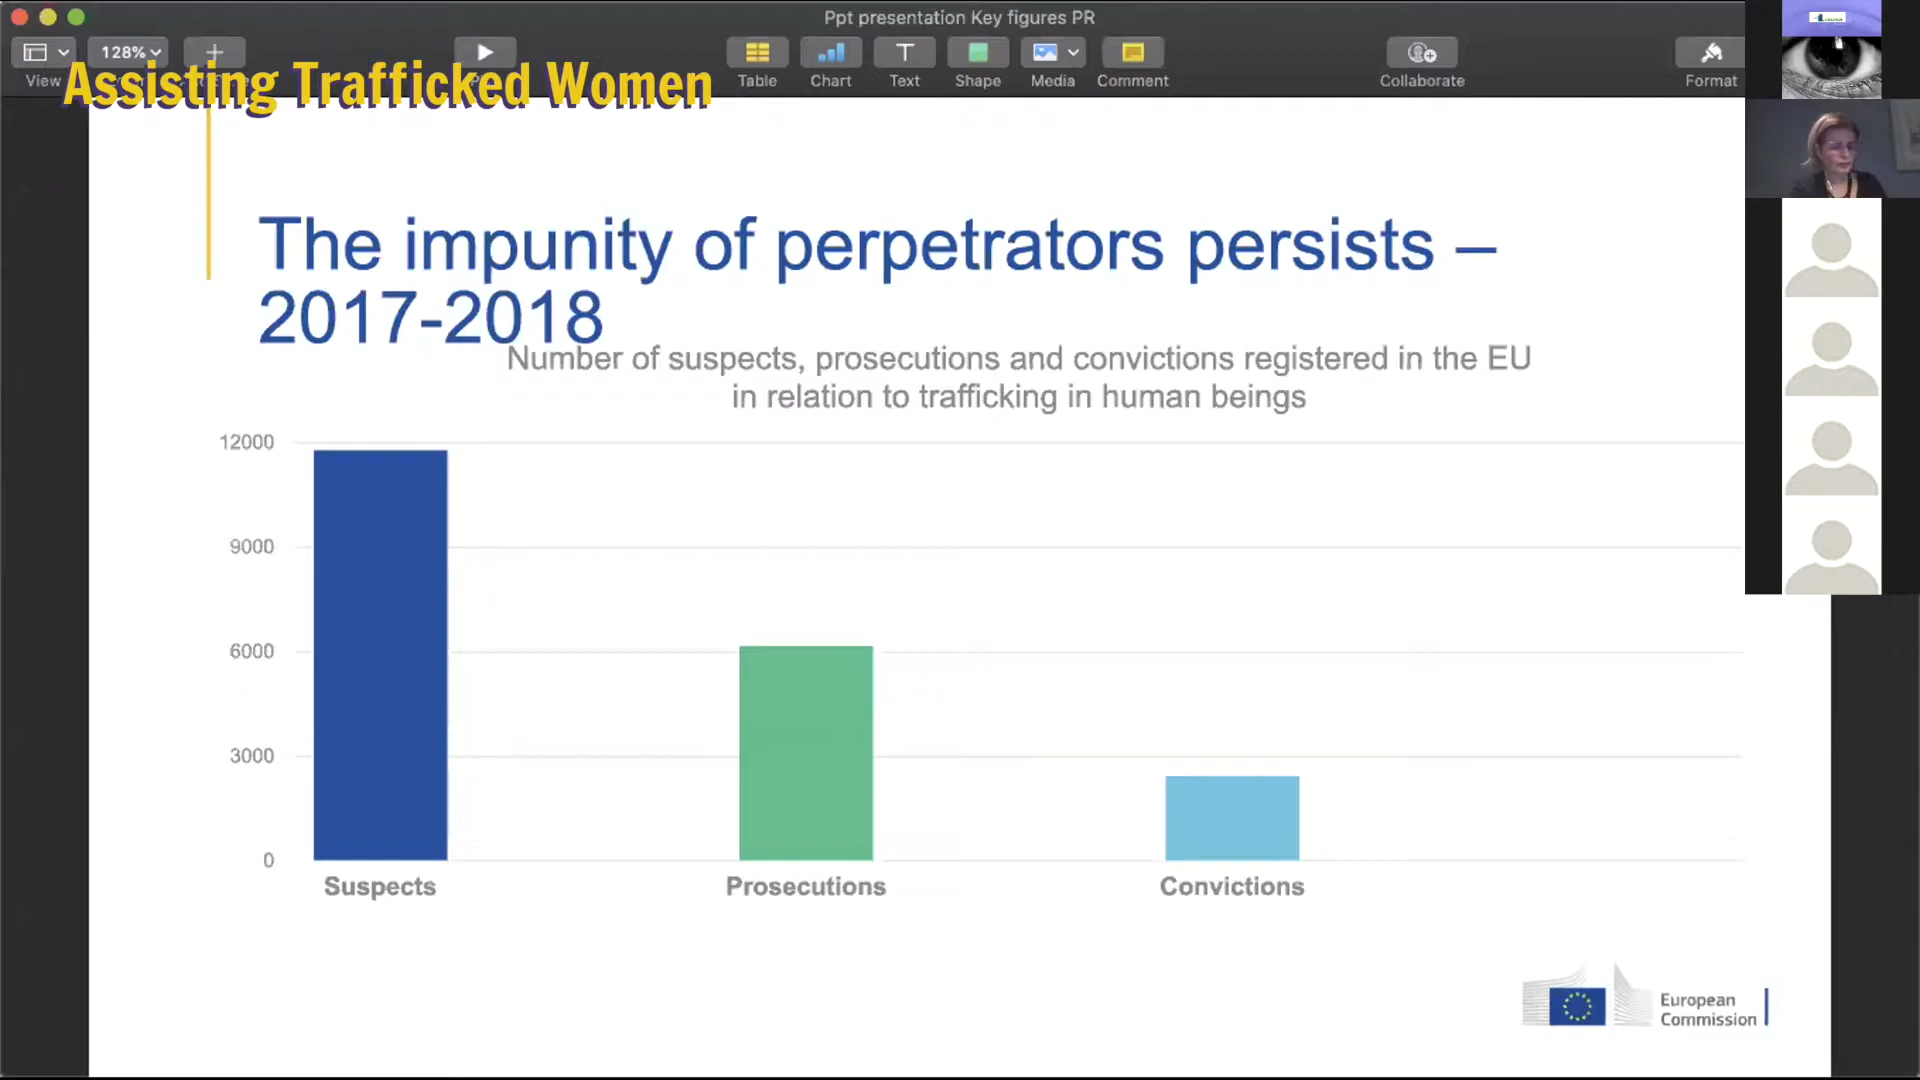 Ppt presentation Key figures PR
128%
View
Table
Chart
Text
Shape
Media
Comment
Collaborate
Format
Assisting Trafficked Women
The impunity of perpetrators persists –
2017-2018
Number of suspects, prosecutions and convictions registered in the EU
in relation to trafficking in human beings
12000
9000
6000
3000
0
Suspects
Prosecutions
Convictions
European
Commission